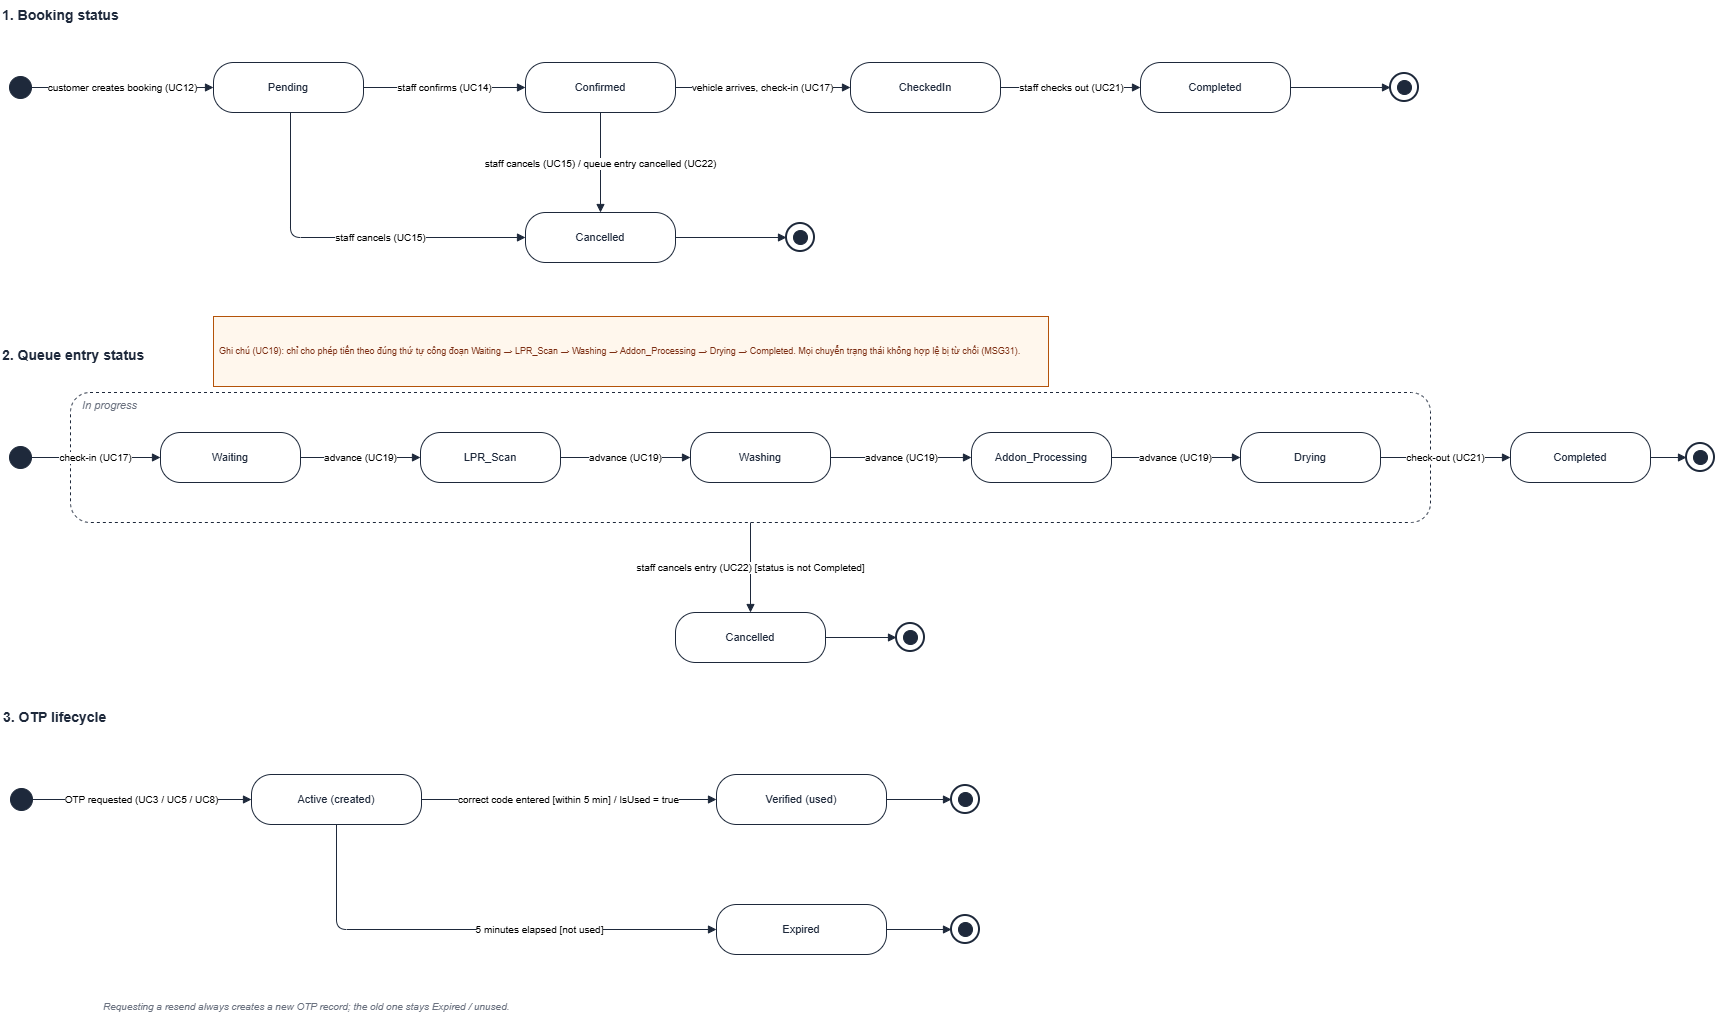 1. Booking status
customer creates booking (UC12)
Pending
staff confirms (UC14)
Confirmed
vehicle arrives, check-in (UC17)
CheckedIn
staff checks out (UC21)
Completed
staff cancels (UC15) / queue entry cancelled (UC22)
staff cancels (UC15)
Cancelled
2. Queue entry status
Ghi chú (UC19): chỉ cho phép tiến theo đúng thứ tự công đoạn Waiting → LPR_Scan → Washing → Addon_Processing → Drying → Completed. Mọi chuyển trạng thái không hợp lệ bị từ chối (MSG31).
In progress
check-in (UC17)
Waiting
advance (UC19)
LPR_Scan
advance (UC19)
Washing
advance (UC19)
Addon_Processing
advance (UC19)
Drying
check-out (UC21)
Completed
staff cancels entry (UC22) [status is not Completed]
Cancelled
3. OTP lifecycle
OTP requested (UC3 / UC5 / UC8)
Active (created)
correct code entered [within 5 min] / IsUsed = true
Verified (used)
5 minutes elapsed [not used]
Expired
Requesting a resend always creates a new OTP record; the old one stays Expired / unused.